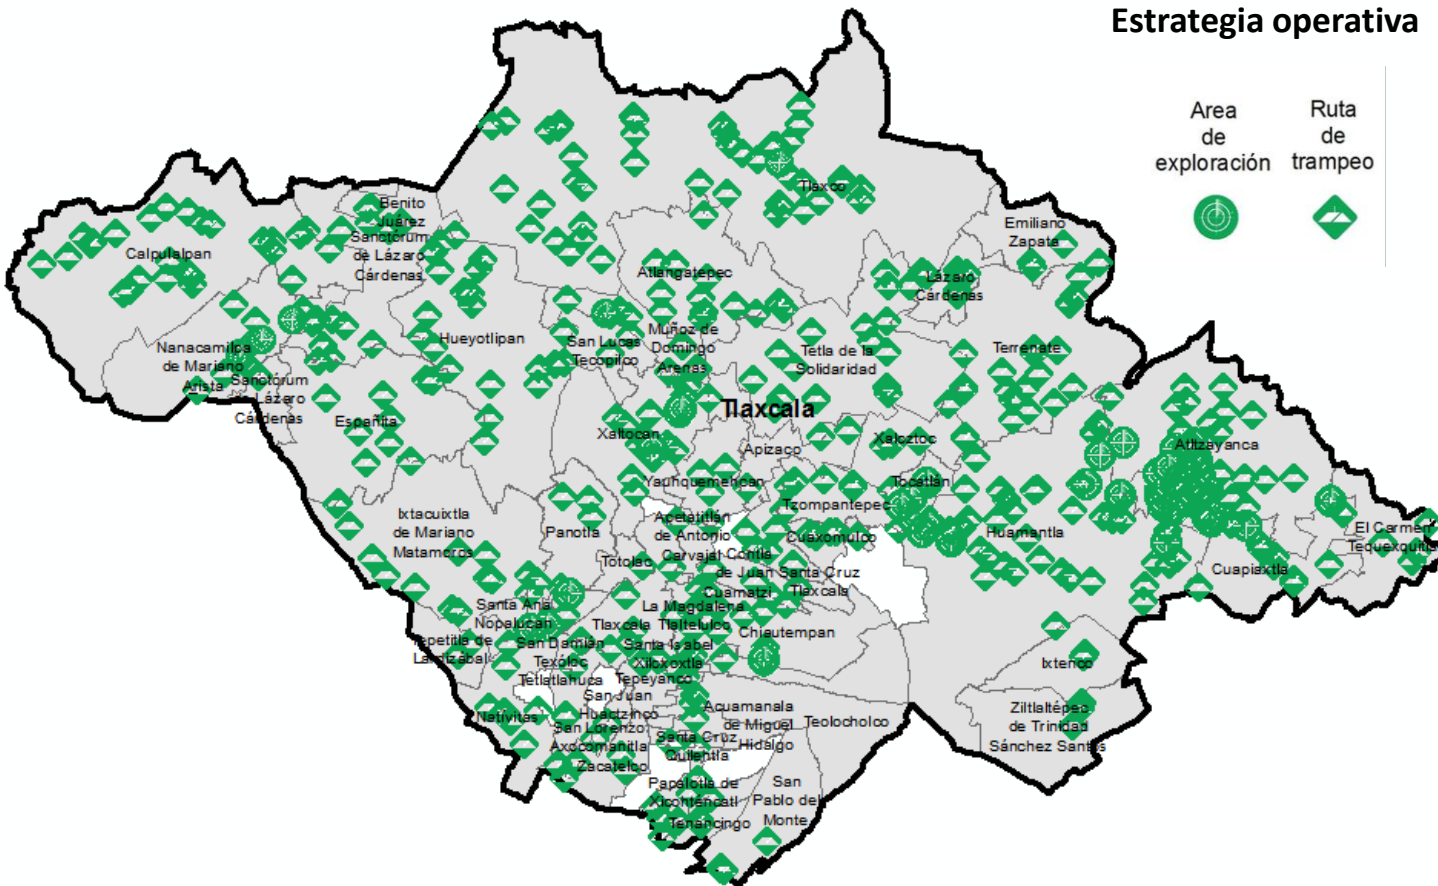 Estrategia operativa
Area
de
exploración
Ruta
de
trampeo
Tlaxco
Benito
Juárez
Sanctórum
de Lázaro
Cárdenas
Emiliano
Zapata
Calpulalpan
Atlangatepec
Lázaro
Cárdenas
Hueyotlipan
San Lucas
Tecopilco
Muñoz de
Domingo
Arenas
Tetla de la
Solidaridad
Terrenate
Nanacamilpa
de Mariano
Arista
Sanctórum
de Lázaro
Cárdenas
Españita
Tlaxcala
Xaltocan
Apizaco
Xaloztoc
Atltzayanca
Yauhquemehcan
Tocatlán
Tzompantepec
Ixtacuixtla
de Mariano
Matamoros
Panotla
Apetatitlán
de Antonio
Carvajal
Cuaxomulco
Huamantla
El Carmen
Tequexquitla
Totolac
Contla
de Juan
Cuamatzi
Santa Cruz
Tlaxcala
Cuapiaxtla
Santa Ana
Nopalucan
La Magdalena
Tlaltelulco
Tlaxcala
Chiautempan
Tepetitla de
Lardizábal
San Damián
Texóloc
Santa Isabel
Xiloxoxtla
Ixtenco
Tetlatlahuca
Tepeyanco
San Juan
Huactzinco
Acuamanala
de Miguel
Hidalgo
Teolocholco
Ziltlaltépec
de Trinidad
Sánchez Santos
Nativitas
San Lorenzo
Axocomanitla
Santa Cruz
Quilehtla
Zacatelco
Papalotla de
Xicohténcatl
San
Pablo del
Monte
Tenancingo